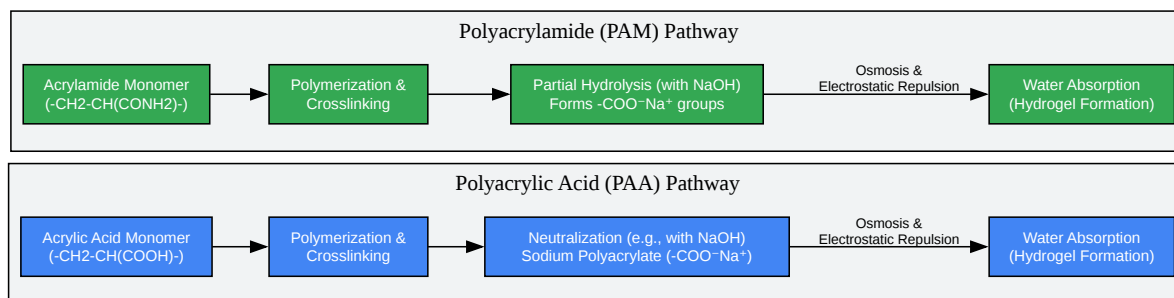 Polyacrylamide (PAM) Pathway
Acrylamide Monomer
(-CH2-CH(CONH2)-)
Polymerization &
Crosslinking
Partial Hydrolysis (with NaOH)
Forms -COO⁻Na⁺ groups
Osmosis &
Electrostatic Repulsion
Water Absorption
(Hydrogel Formation)
Polyacrylic Acid (PAA) Pathway
Acrylic Acid Monomer
(-CH2-CH(COOH)-)
Polymerization &
Crosslinking
Neutralization (e.g., with NaOH)
Sodium Polyacrylate (-COO⁻Na⁺)
Osmosis &
Electrostatic Repulsion
Water Absorption
(Hydrogel Formation)